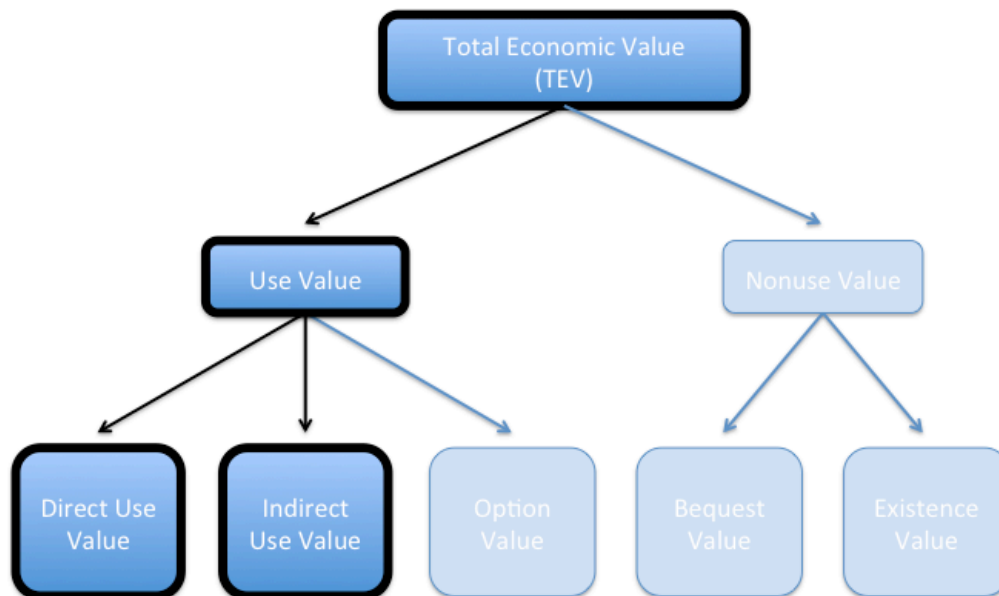 Total Economic Value
(TEV)
Use Value
Nonuse Value
Direct Use
Value
Indirect
Use Value
Option
Value
Bequest
Value
Existence
Value